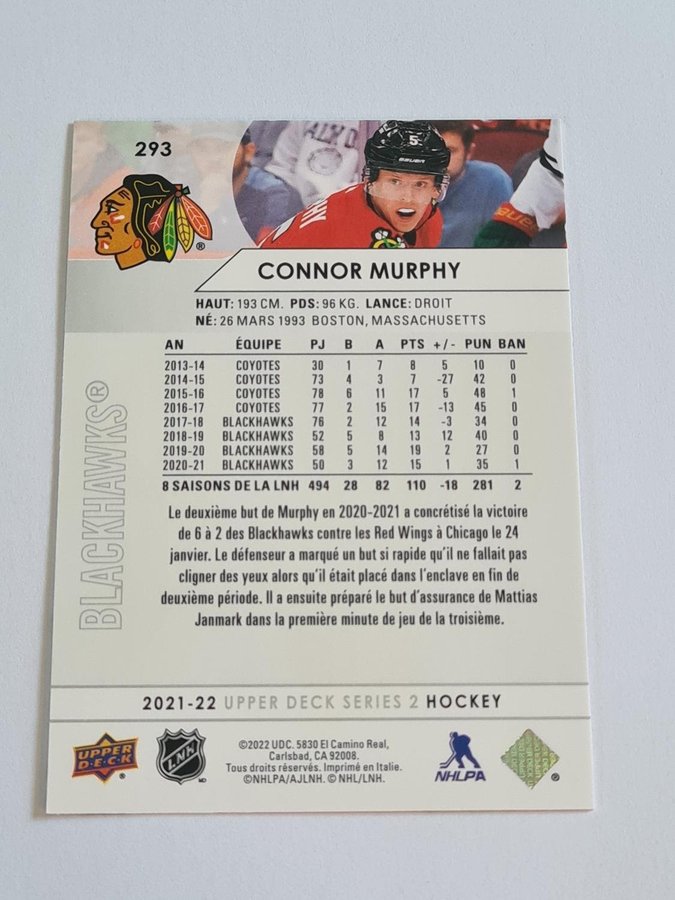 293
5
BAUER
MURPHY
CONNOR MURPHY
HAUT: 193 CM. PDS: 96 KG. LANCE: DROIT
NÉ: 26 MARS 1993 BOSTON, MASSACHUSETTS
AN ÉQUIPE PJ B A PTS +/- PUN BAN
2013-14 COYOTES 30 1 7 8 5 10 0
2014-15 COYOTES 73 4 3 7 -27 42 0
2015-16 COYOTES 78 6 11 17 5 48 1
2016-17 COYOTES 77 2 15 17 -13 45 0
2017-18 BLACKHAWKS 76 2 12 14 -3 34 0
2018-19 BLACKHAWKS 52 5 8 13 12 40 0
2019-20 BLACKHAWKS 58 5 14 19 2 27 0
2020-21 BLACKHAWKS 50 3 12 15 1 35 1
8 SAISONS DE LA LNH 494 28 82 110 -18 281 2
BLACKHAWKS®
Le deuxième but de Murphy en 2020-2021 a concrétisé la victoire
de 6 à 2 des Blackhawks contre les Red Wings à Chicago le 24
janvier. Le défenseur a marqué un but si rapide qu'il ne fallait pas
cligner des yeux alors qu'il était placé dans l'enclave en fin de
deuxième période. Il a ensuite préparé le but d'assurance de Mattias
Janmark dans la première minute de jeu de la troisième.
2021-22 UPPER DECK SERIES 2 HOCKEY
UPPER
DECK
®
LNH
©2022 UDC. 5830 El Camino Real,
Carlsbad, CA 92008.
Tous droits réservés. Imprimé en Italie.
©NHLPA/AJLNH. © NHL/LNH.
NHLPA
®